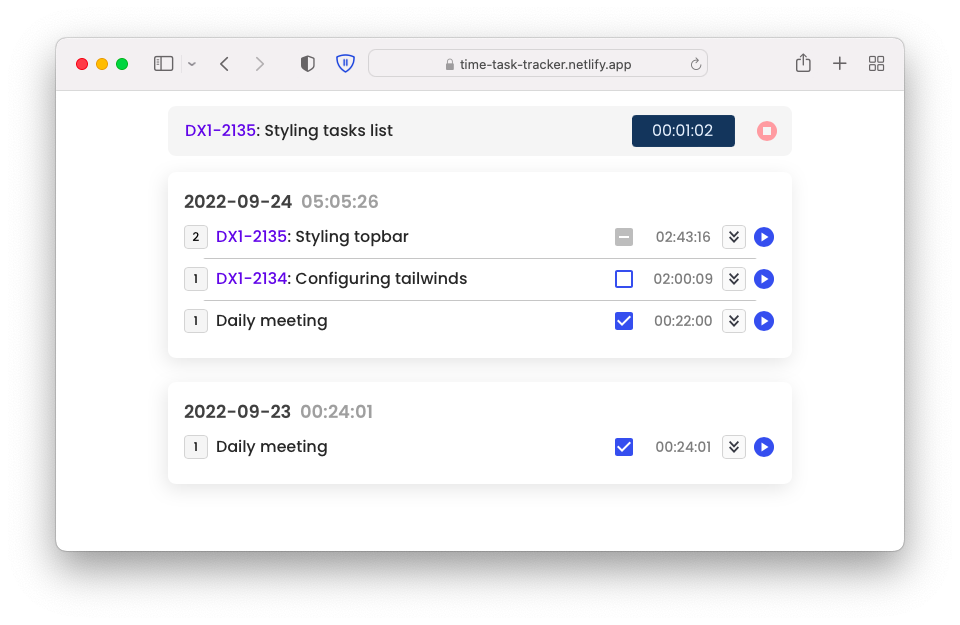 time-task-tracker.netlify.app
DX1-2135: Styling tasks list 00:01:02
2022-09-24 05:05:26
2 DX1-2135: Styling topbar 02:43:16
1 DX1-2134: Configuring tailwinds 02:00:09
1 Daily meeting 00:22:00
2022-09-23 00:24:01
1 Daily meeting 00:24:01